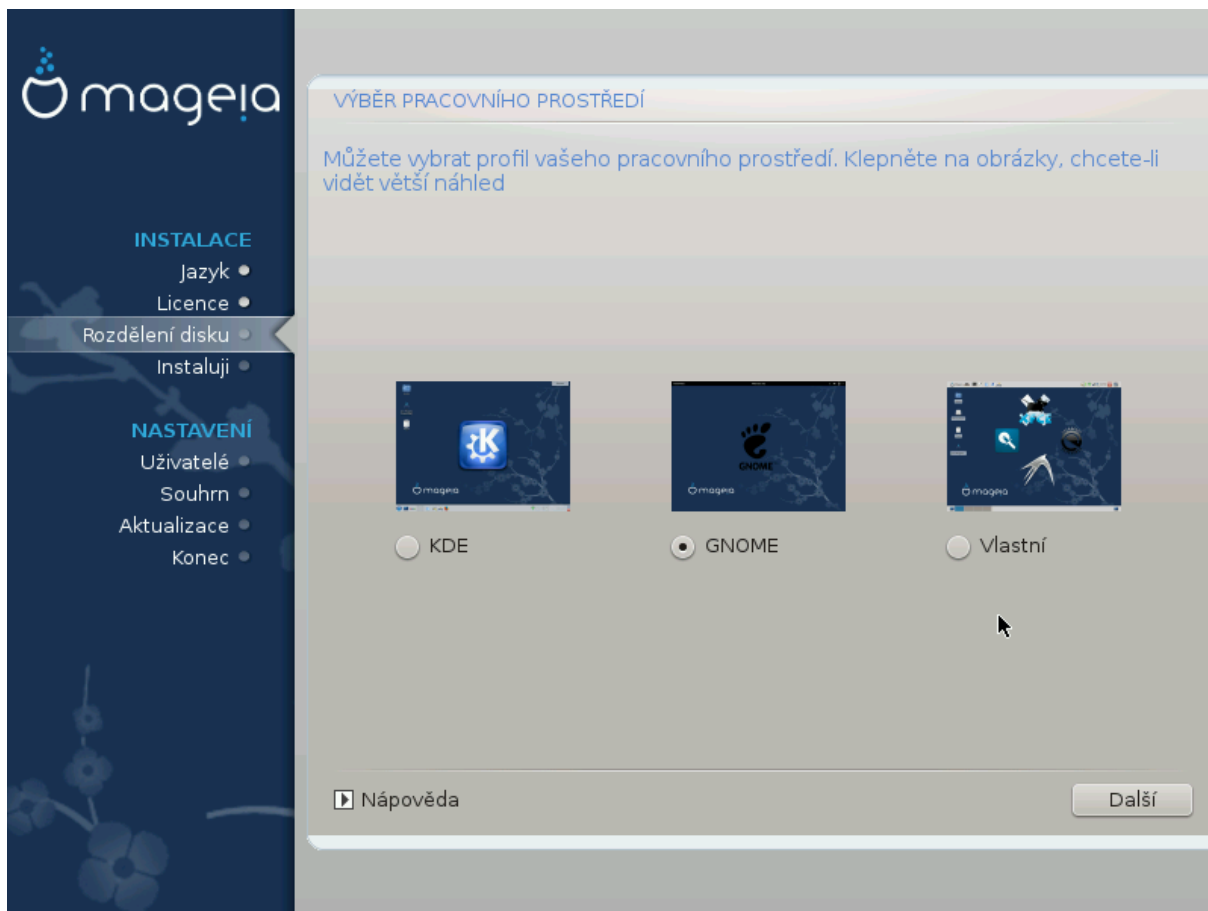 mageia
INSTALACE
Jazyk
Licence
Rozdělení disku
Instaluji
NASTAVENÍ
Uživatelé
Souhrn
Aktualizace
Konec
VÝBĚR PRACOVNÍHO PROSTŘEDÍ
Můžete vybrat profil vašeho pracovního prostředí. Klepněte na obrázky, chcete-li
vidět větší náhled
mageia
GNOME
mageia
mageia
KDE
GNOME
Vlastní
Nápověda
Další